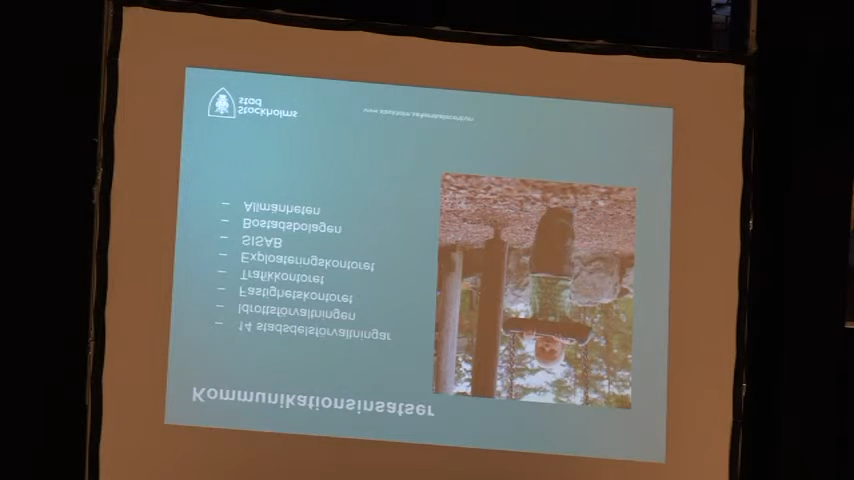 Kommunikationsinsatser
– 14 stadsdelsförvaltningar
– Idrottsförvaltningen
– Fastighetskontoret
– Trafikkontoret
– Exploateringskontoret
– SISAB
– Bostadsbolagen
– Allmänheten
Stockholms
stad